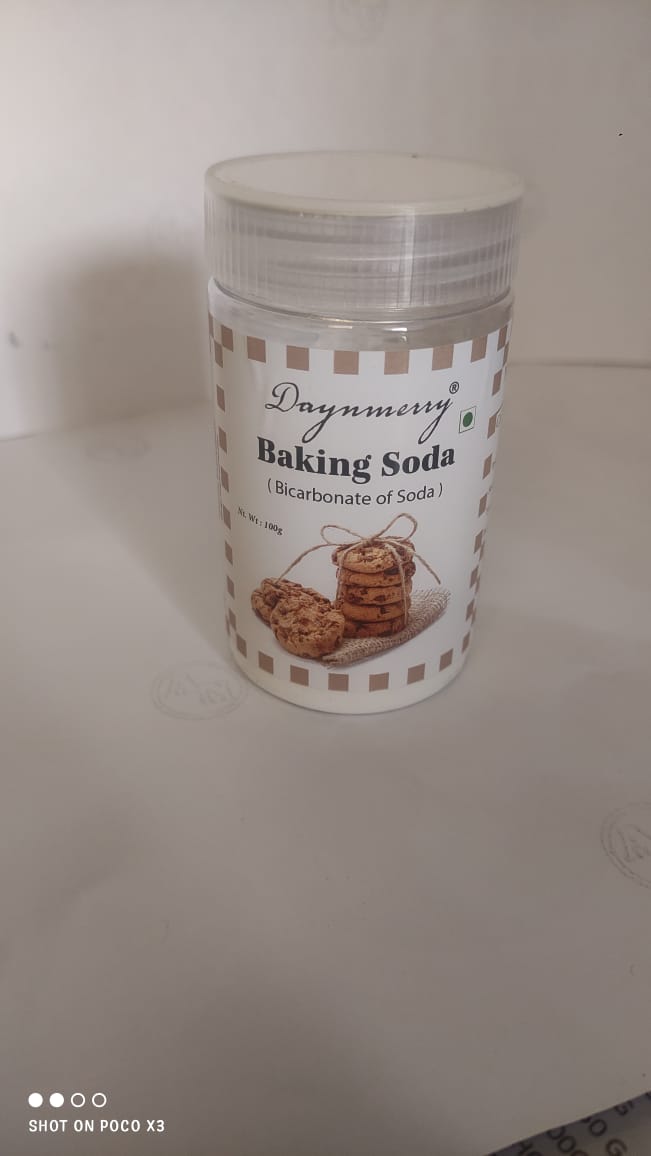 Daynmerry®
Baking Soda
( Bicarbonate of Soda )
Nt. Wt : 100g
SHOT ON POCO X3